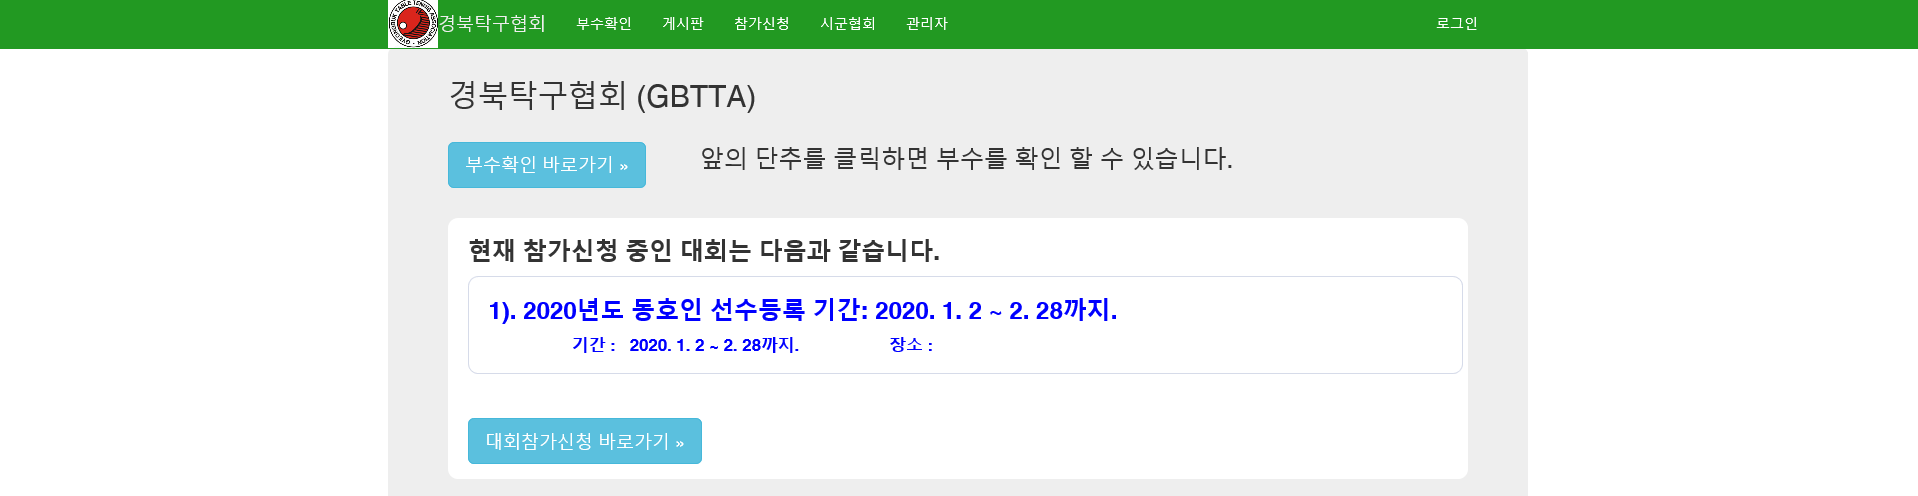 경북탁구협회 부수확인 게시판 참가신청 시군협회 관리자 로그인
경북탁구협회 (GBTTA)
부수확인 바로가기 » 앞의 단추를 클릭하면 부수를 확인 할 수 있습니다.
현재 참가신청 중인 대회는 다음과 같습니다.
1). 2020년도 동호인 선수등록 기간: 2020. 1. 2 ~ 2. 28까지.
기간 : 2020. 1. 2 ~ 2. 28까지. 장소 :
대회참가신청 바로가기 »